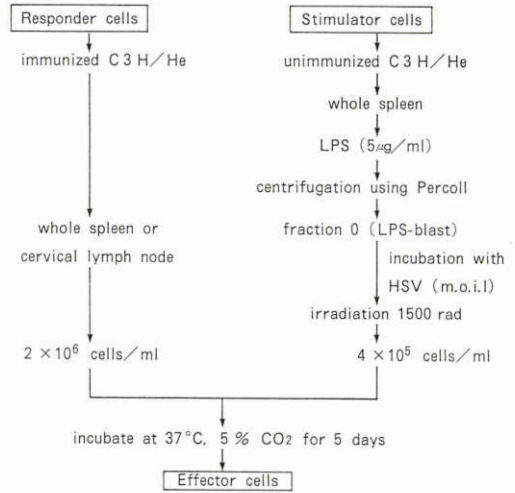 Responder cells
immunized C3H/He
whole spleen or
cervical lymph node
2 × 10⁶ cells/ml
Stimulator cells
unimmunized C3H/He
whole spleen
LPS (5μg/ml)
centrifugation using Percoll
fraction 0 (LPS-blast)
incubation with
HSV (m.o.i.l)
irradiation 1500 rad
4 × 10⁵ cells/ml
incubate at 37°C, 5 % CO2 for 5 days
Effector cells